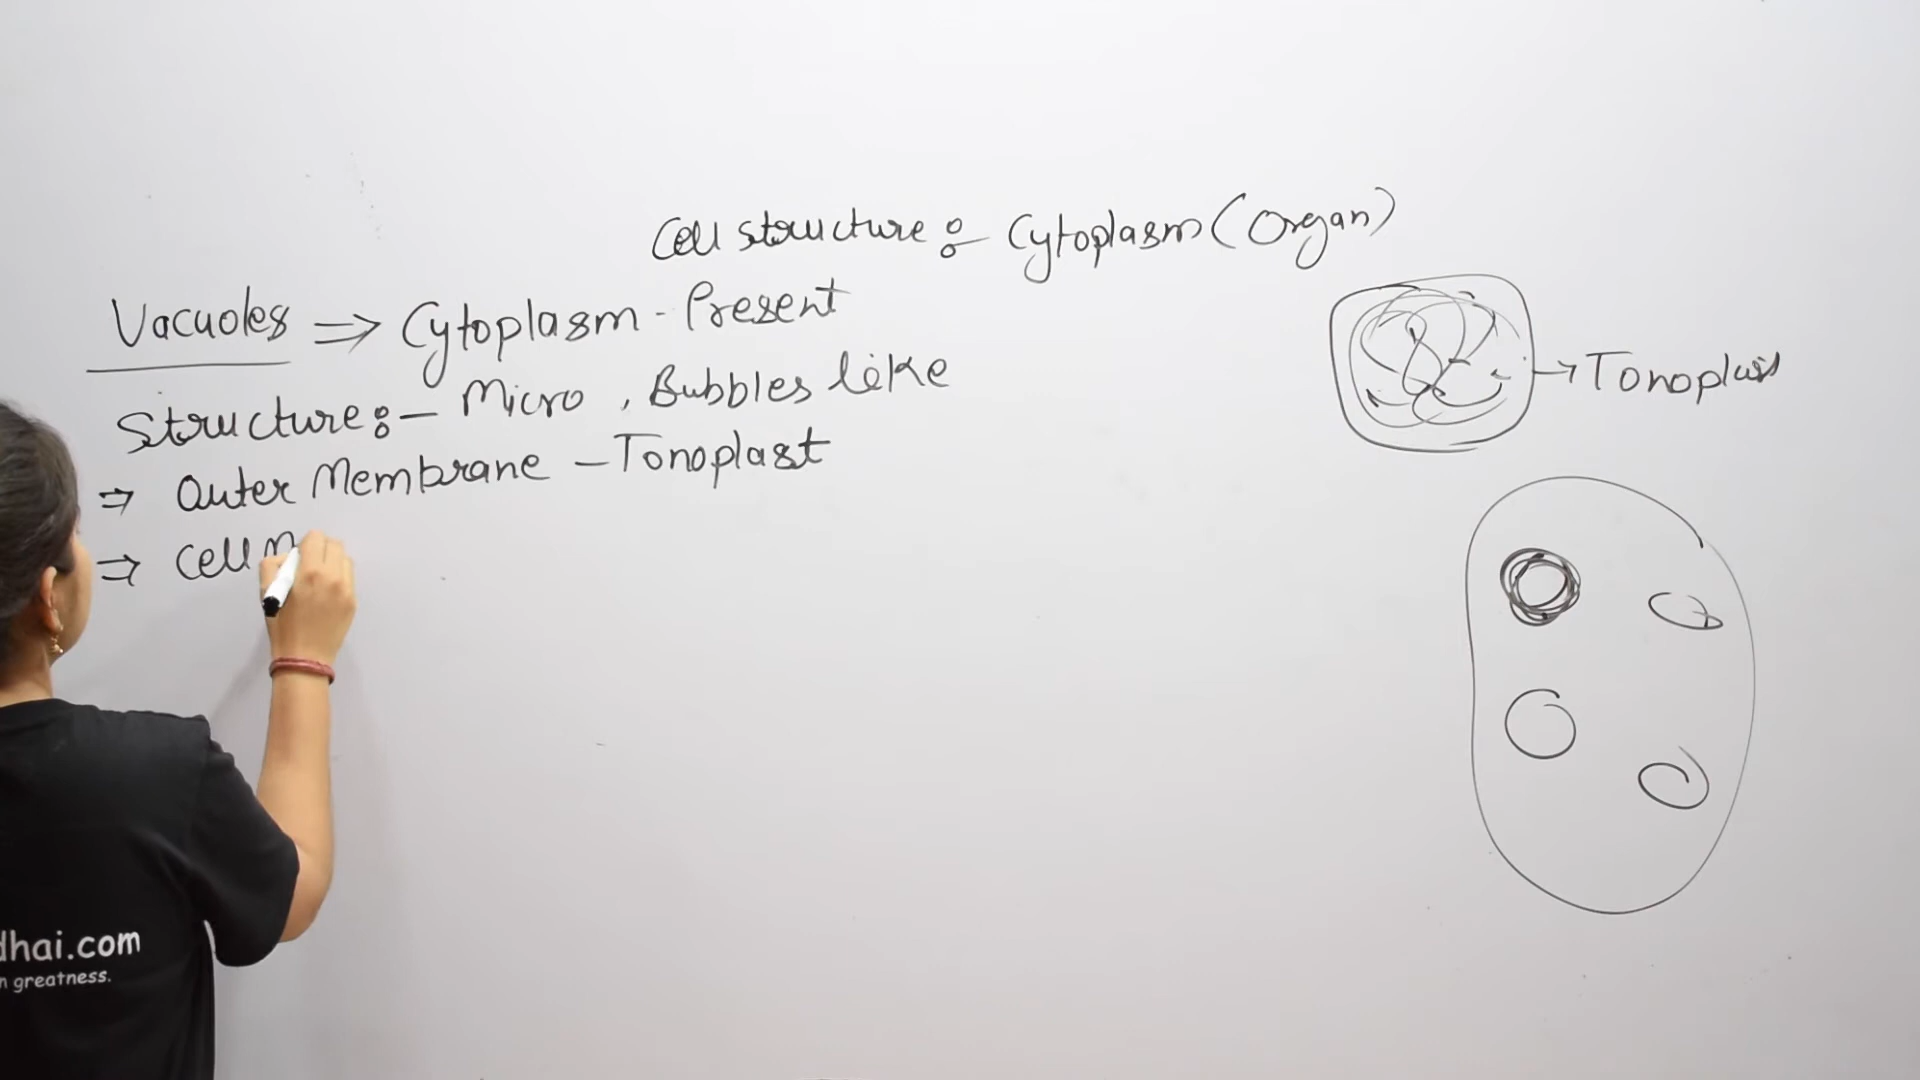 Cell structure :- Cytoplasm (Organ)
Vacuoles ⇒ Cytoplasm - Present
Structure :- Micro , Bubbles like
⇒ Outer Membrane - Tonoplast
⇒ Cell
→ Tonoplast
dhai.com
n greatness.